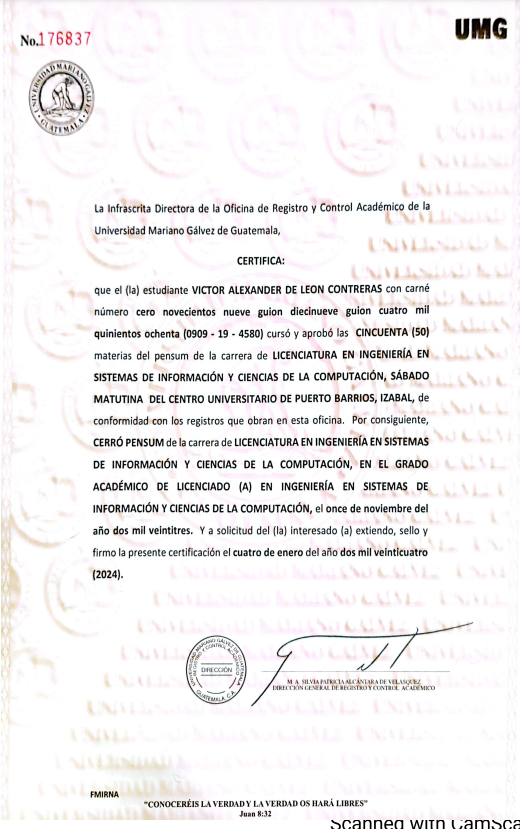 No.176837
UMG
UNIVERSIDAD MARIANO GÁLVEZ
GUATEMALA
La Infrascrita Directora de la Oficina de Registro y Control Académico de la
Universidad Mariano Gálvez de Guatemala,
CERTIFICA:
que el (la) estudiante VICTOR ALEXANDER DE LEON CONTRERAS con carné
número cero novecientos nueve guion diecinueve guion cuatro mil
quinientos ochenta (0909 - 19 - 4580) cursó y aprobó las CINCUENTA (50)
materias del pensum de la carrera de LICENCIATURA EN INGENIERÍA EN
SISTEMAS DE INFORMACIÓN Y CIENCIAS DE LA COMPUTACIÓN, SÁBADO
MATUTINA DEL CENTRO UNIVERSITARIO DE PUERTO BARRIOS, IZABAL, de
conformidad con los registros que obran en esta oficina. Por consiguiente,
CERRÓ PENSUM de la carrera de LICENCIATURA EN INGENIERÍA EN SISTEMAS
DE INFORMACIÓN Y CIENCIAS DE LA COMPUTACIÓN, EN EL GRADO
ACADÉMICO DE LICENCIADO (A) EN INGENIERÍA EN SISTEMAS DE
INFORMACIÓN Y CIENCIAS DE LA COMPUTACIÓN, el once de noviembre del
año dos mil veintitres. Y a solicitud del (la) interesado (a) extiendo, sello y
firmo la presente certificación el cuatro de enero del año dos mil veinticuatro
(2024).
UNIVERSIDAD MARIANO GÁLVEZ DE GUATEMALA
REGISTRO Y CONTROL ACADÉMICO
DIRECCIÓN
GUATEMALA, C.A.
M. A. SILVIA PATRICIA ALCÁNTARA DE VELASQUEZ
DIRECCIÓN GENERAL DE REGISTRO Y CONTROL ACADÉMICO
FMIRNA
"CONOCERÉIS LA VERDAD Y LA VERDAD OS HARÁ LIBRES"
Juan 8:32
Scanned with CamSca